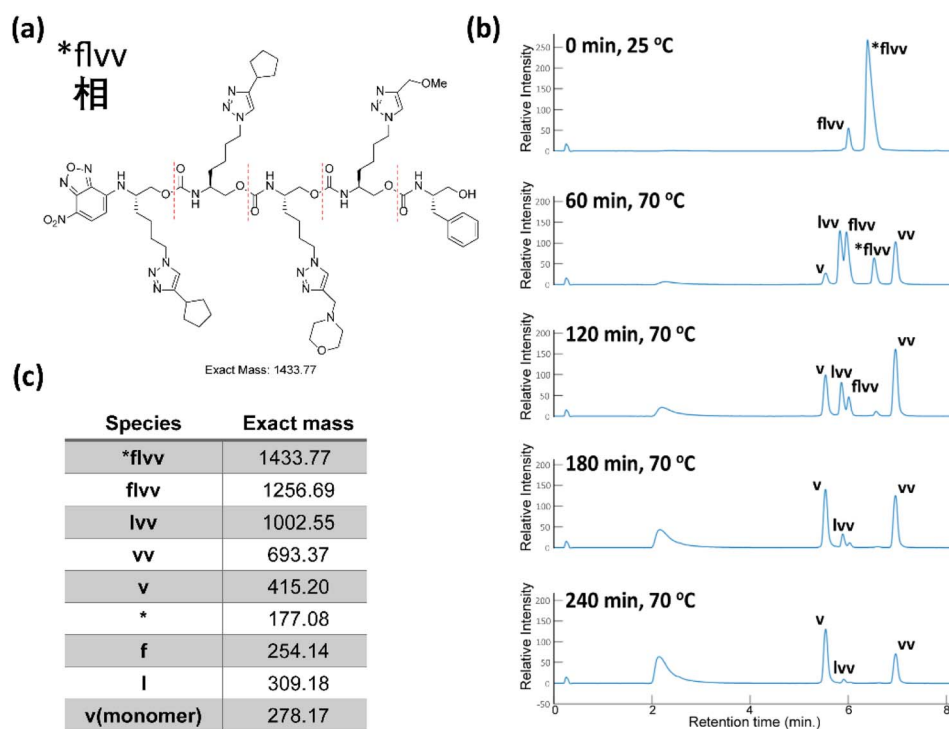 (a)
*flvv
相
N
O
N
N
H
O₂N
O
O
N
H
N
N
N
N
N
N
O
O
N
H
N
N
N
N
O
O
O
N
H
N
N
N
OMe
O
O
N
H
OH
Exact Mass: 1433.77
(b)
0 min, 25 °C
Relative Intensity
250
200
150
100
50
0
flvv
*flvv
60 min, 70 °C
Relative Intensity
200
150
100
50
0
v
lvv
flvv
*flvv
vv
120 min, 70 °C
Relative Intensity
200
150
100
50
0
v
lvv
flvv
vv
180 min, 70 °C
Relative Intensity
200
150
100
50
0
v
lvv
vv
240 min, 70 °C
Relative Intensity
200
150
100
50
0
-50
v
lvv
vv
0 2 4 6 8
Retention time (min.)
(c)
Species Exact mass
*flvv 1433.77
flvv 1256.69
lvv 1002.55
vv 693.37
v 415.20
* 177.08
f 254.14
l 309.18
v(monomer) 278.17